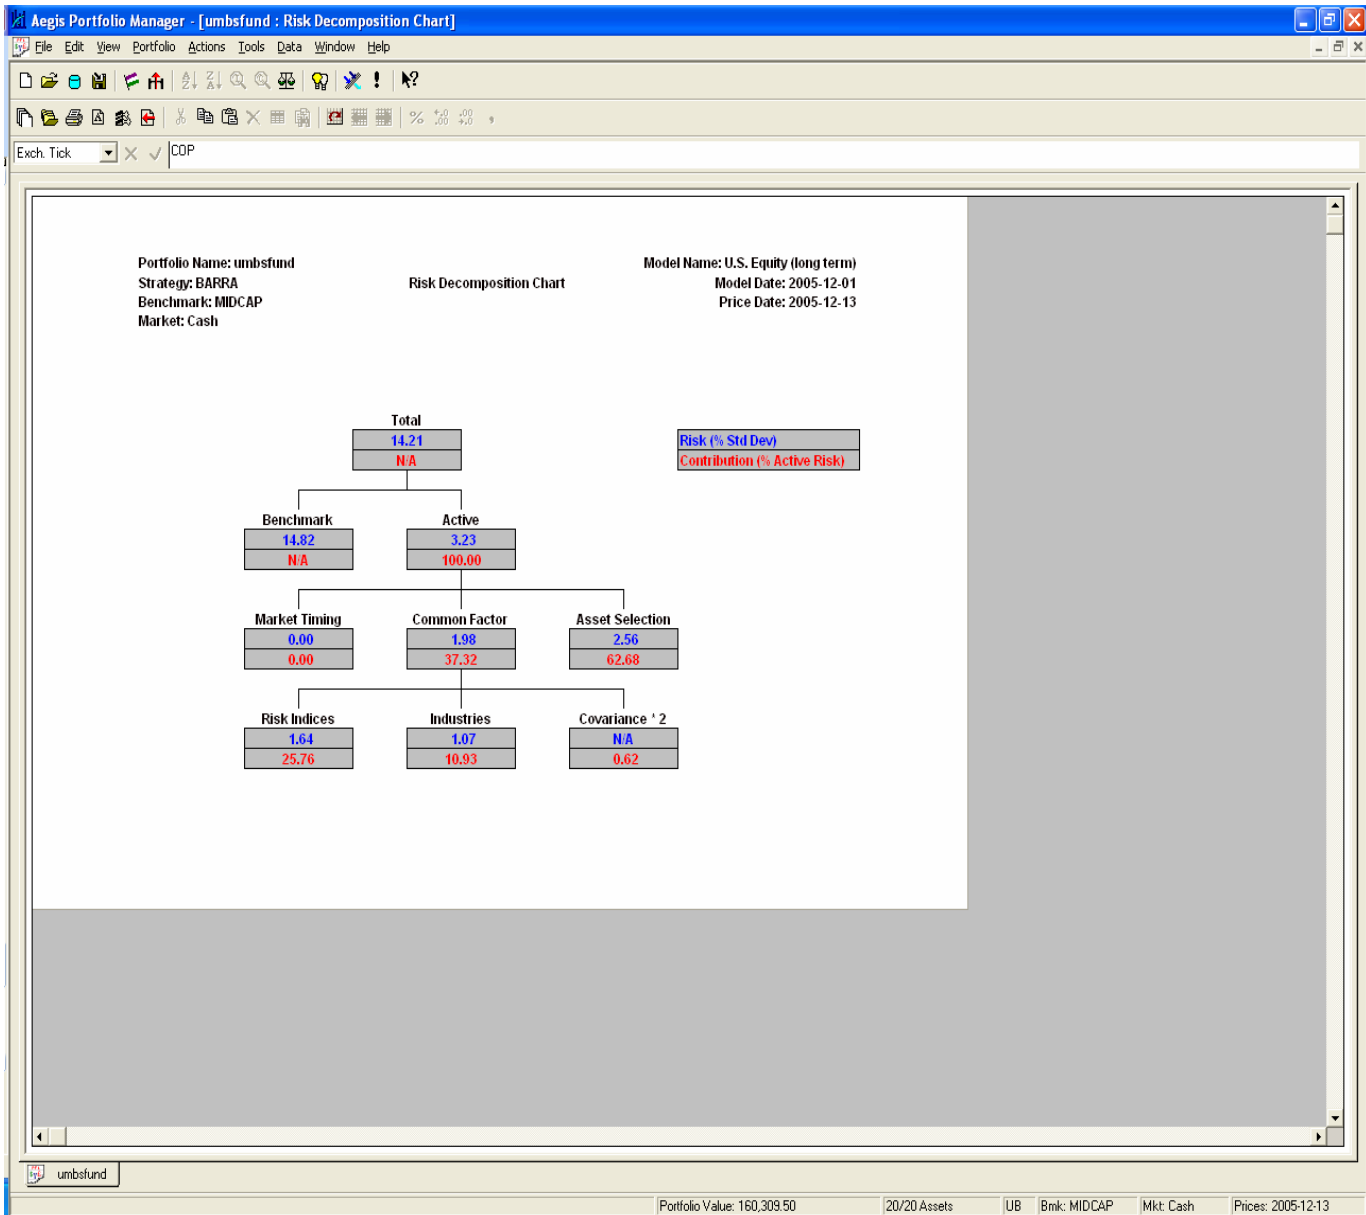 Aegis Portfolio Manager - [umbsfund : Risk Decomposition Chart]
File Edit View Portfolio Actions Tools Data Window Help
Exch. Tick COP
Portfolio Name: umbsfund Model Name: U.S. Equity (long term)
Strategy: BARRA Risk Decomposition Chart Model Date: 2005-12-01
Benchmark: MIDCAP Price Date: 2005-12-13
Market: Cash
Total
14.21 Risk (% Std Dev)
N/A Contribution (% Active Risk)
Benchmark Active
14.82 3.23
N/A 100.00
Market Timing Common Factor Asset Selection
0.00 1.98 2.56
0.00 37.32 62.68
Risk Indices Industries Covariance * 2
1.64 1.07 N/A
25.76 10.93 0.62
umbsfund
Portfolio Value: 160,309.50 20/20 Assets UB Bmk: MIDCAP Mkt: Cash Prices: 2005-12-13